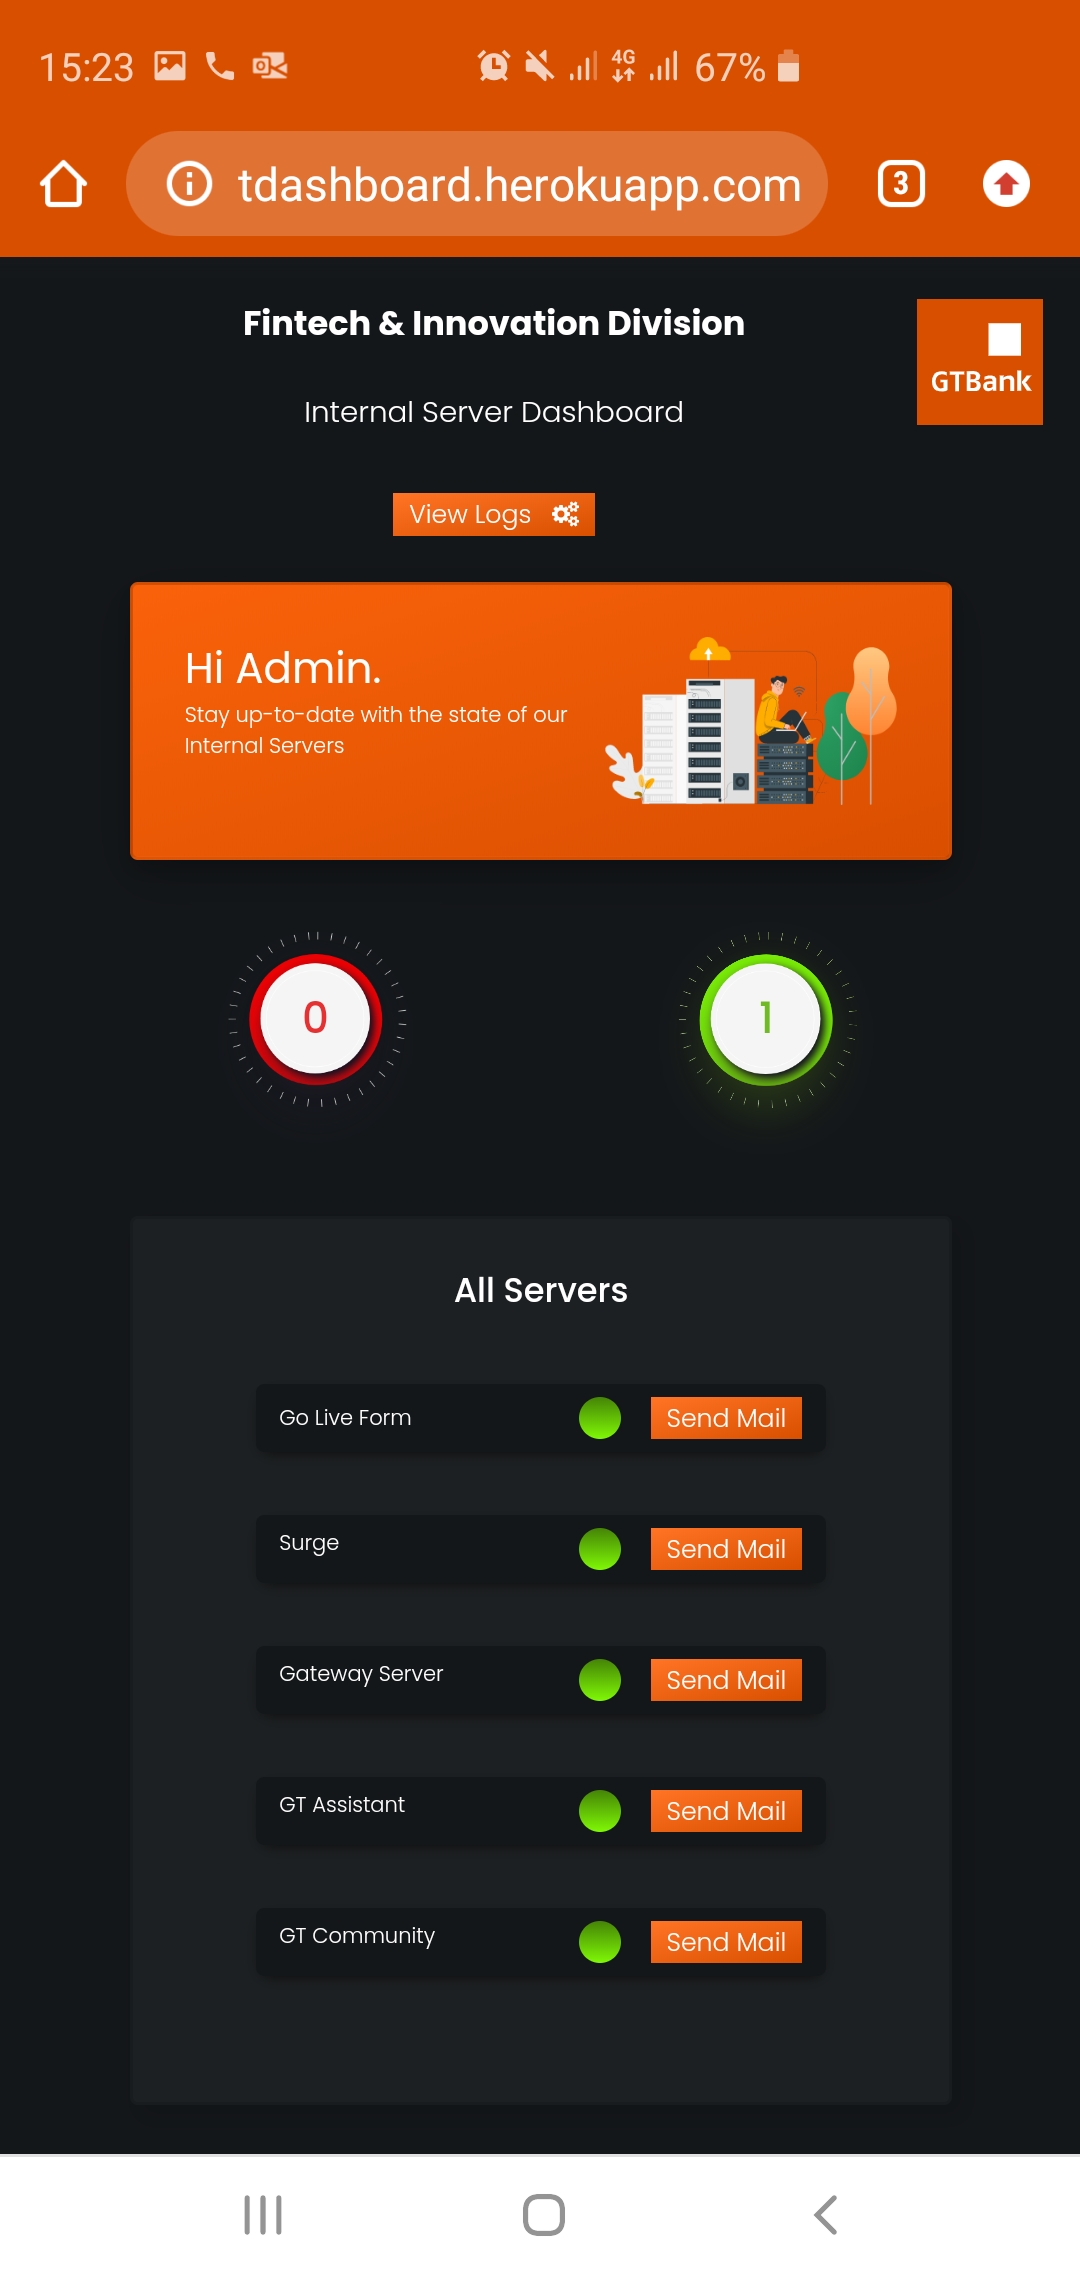 15:23 4G 67%
tdashboard.herokuapp.com 3
Fintech & Innovation Division
GTBank
Internal Server Dashboard
View Logs
Hi Admin.
Stay up-to-date with the state of our
Internal Servers
0 1
All Servers
Go Live Form Send Mail
Surge Send Mail
Gateway Server Send Mail
GT Assistant Send Mail
GT Community Send Mail